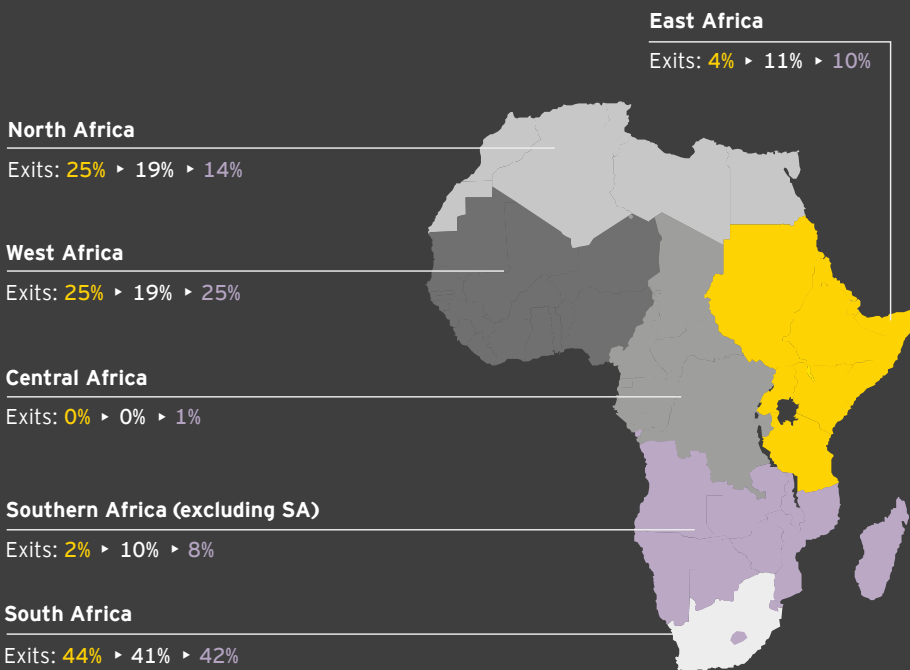 East Africa
Exits: 4% ▸ 11% ▸ 10%
North Africa
Exits: 25% ▸ 19% ▸ 14%
West Africa
Exits: 25% ▸ 19% ▸ 25%
Central Africa
Exits: 0% ▸ 0% ▸ 1%
Southern Africa (excluding SA)
Exits: 2% ▸ 10% ▸ 8%
South Africa
Exits: 44% ▸ 41% ▸ 42%